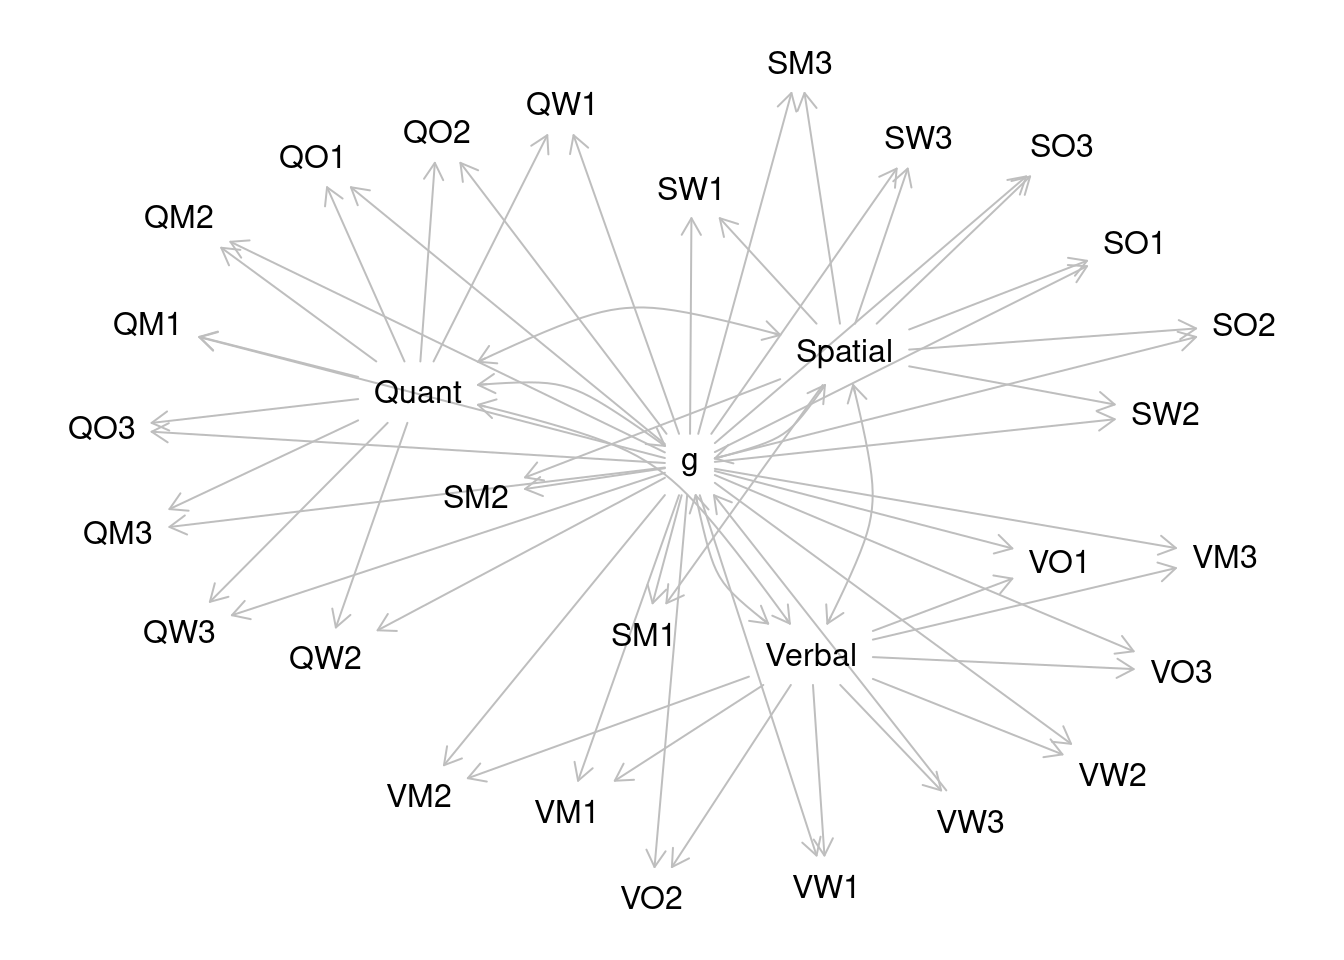 SM3
QW1
QO2
SW3
SO3
QO1
SW1
QM2
SO1
QM1
SO2
Spatial
Quant
SW2
QO3
g
SM2
QM3
VM3
VO1
QW3
SM1
QW2
Verbal
VO3
VW2
VM2
VM1
VW3
VW1
VO2